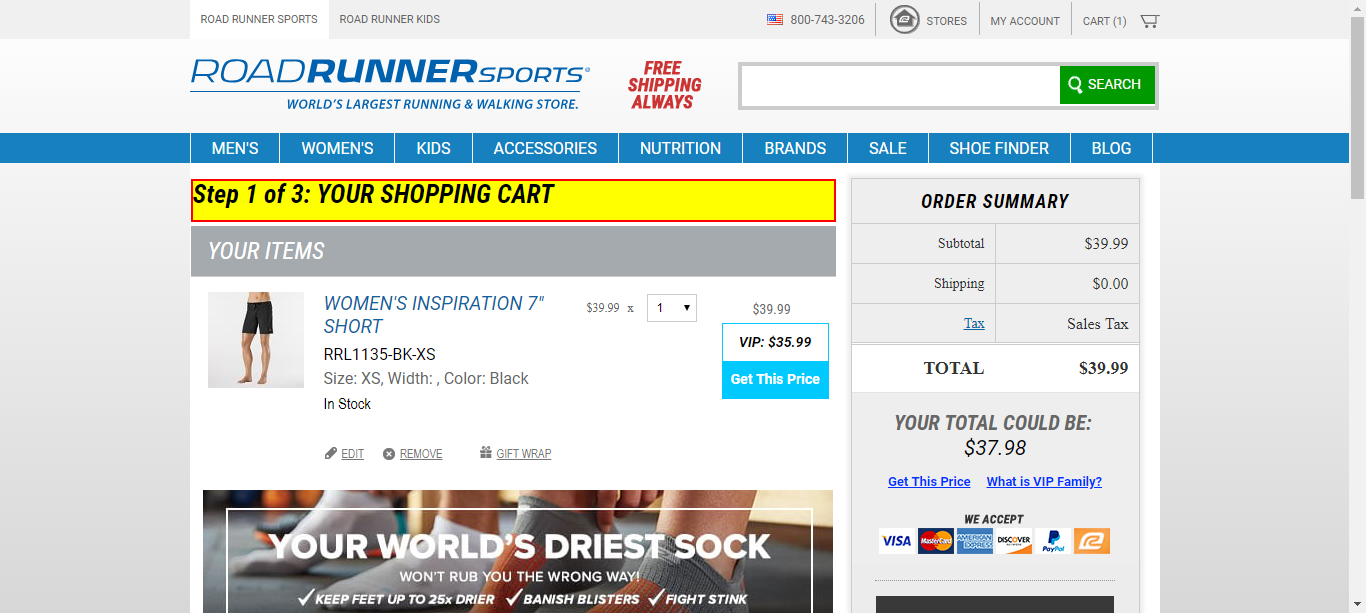 ROAD RUNNER SPORTS
ROAD RUNNER KIDS
800-743-3206
STORES
MY ACCOUNT
CART (1)
ROADRUNNERSPORTS®
WORLD'S LARGEST RUNNING & WALKING STORE.
FREE
SHIPPING
ALWAYS
SEARCH
MEN'S
WOMEN'S
KIDS
ACCESSORIES
NUTRITION
BRANDS
SALE
SHOE FINDER
BLOG
Step 1 of 3: YOUR SHOPPING CART
YOUR ITEMS
WOMEN'S INSPIRATION 7"
SHORT
RRL1135-BK-XS
Size: XS, Width: , Color: Black
In Stock
$39.99 x 1
$39.99
VIP: $35.99
Get This Price
EDIT
REMOVE
GIFT WRAP
YOUR WORLD'S DRIEST SOCK
WON'T RUB YOU THE WRONG WAY!
✓KEEP FEET UP TO 25x DRIER ✓BANISH BLISTERS ✓FIGHT STINK
ORDER SUMMARY
Subtotal $39.99
Shipping $0.00
Tax Sales Tax
TOTAL $39.99
YOUR TOTAL COULD BE:
$37.98
Get This Price What is VIP Family?
WE ACCEPT
VISA
MasterCard
AMERICAN
EXPRESS
DISCOVER
PayPal